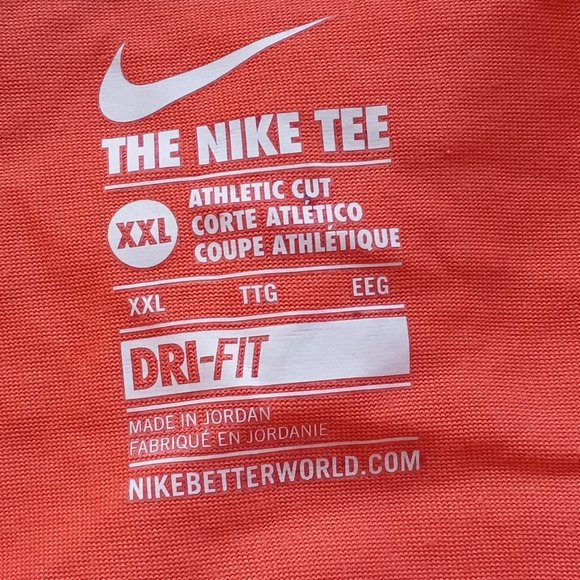 THE NIKE TEE
XXL
ATHLETIC CUT
CORTE ATLÉTICO
COUPE ATHLÉTIQUE
XXL TTG EEG
DRI-FIT
MADE IN JORDAN
FABRIQUÉ EN JORDANIE
NIKEBETTERWORLD.COM